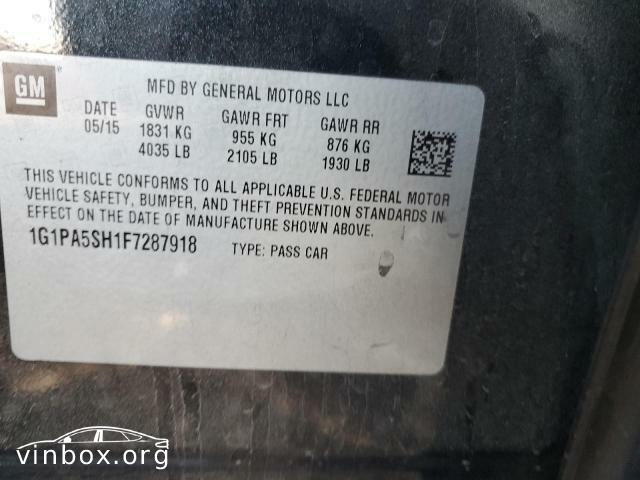 GM
MFD BY GENERAL MOTORS LLC
DATE GVWR GAWR FRT GAWR RR
05/15 1831 KG 955 KG 876 KG
4035 LB 2105 LB 1930 LB
THIS VEHICLE CONFORMS TO ALL APPLICABLE U.S. FEDERAL MOTOR
VEHICLE SAFETY, BUMPER, AND THEFT PREVENTION STANDARDS IN
EFFECT ON THE DATE OF MANUFACTURE SHOWN ABOVE.
1G1PA5SH1F7287918 TYPE: PASS CAR
vinbox.org